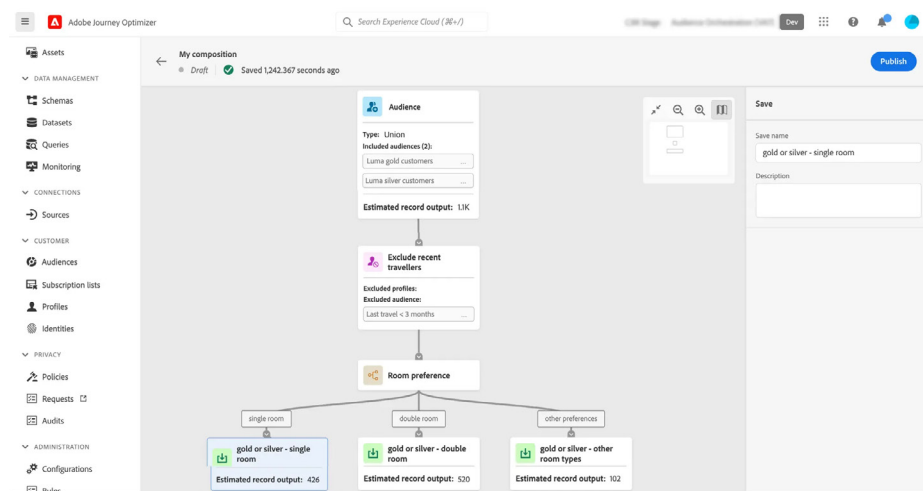 Adobe Journey Optimizer
Search Experience Cloud (⌘+/)
Dev
Assets
DATA MANAGEMENT
Schemas
Datasets
Queries
Monitoring
CONNECTIONS
Sources
CUSTOMER
Audiences
Subscription lists
Profiles
Identities
PRIVACY
Policies
Requests
Audits
ADMINISTRATION
Configurations
Rules
My composition
Draft
Saved 1,242.367 seconds ago
Publish
Audience
Type: Union
Included audiences (2):
Luma gold customers ...
Luma silver customers ...
Estimated record output: 1.1K
Exclude recent
travellers
Excluded profiles:
Excluded audience:
Last travel < 3 months ...
Room preference
single room
double room
other preferences
gold or silver - single
room
Estimated record output: 426
gold or silver - double
room
Estimated record output: 520
gold or silver - other
room types
Estimated record output: 102
Save
Save name
gold or silver - single room
Description